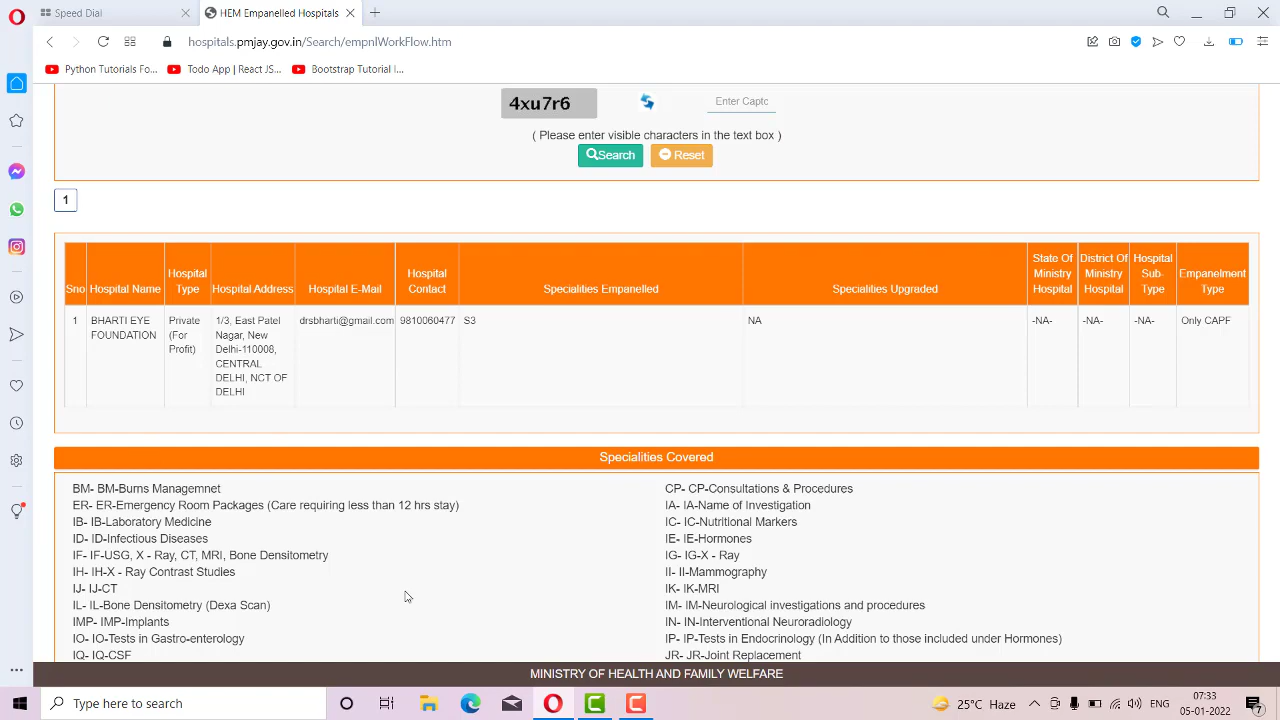 Speed Dial
HEM Empanelled Hospitals
hospitals.pmjay.gov.in/Search/empnlWorkFlow.htm
Python Tutorials Fo...
Todo App | React JS...
Bootstrap Tutorial I...
4xu7r6
Enter Captc
( Please enter visible characters in the text box )
Search
Reset
1
Sno
Hospital Name
Hospital Type
Hospital Address
Hospital E-Mail
Hospital Contact
Specialities Empanelled
Specialities Upgraded
State Of Ministry Hospital
District Of Ministry Hospital
Hospital Sub-Type
Empanelment Type
1
BHARTI EYE FOUNDATION
Private (For Profit)
1/3, East Patel Nagar, New Delhi-110008, CENTRAL DELHI, NCT OF DELHI
drsbharti@gmail.com
9810060477
S3
NA
-NA-
-NA-
-NA-
Only CAPF
Specialities Covered
BM- BM-Burns Managemnet
CP- CP-Consultations & Procedures
ER- ER-Emergency Room Packages (Care requiring less than 12 hrs stay)
IA- IA-Name of Investigation
IB- IB-Laboratory Medicine
IC- IC-Nutritional Markers
ID- ID-Infectious Diseases
IE- IE-Hormones
IF- IF-USG, X - Ray, CT, MRI, Bone Densitometry
IG- IG-X - Ray
IH- IH-X - Ray Contrast Studies
II- II-Mammography
IJ- IJ-CT
IK- IK-MRI
IL- IL-Bone Densitometry (Dexa Scan)
IM- IM-Neurological investigations and procedures
IMP- IMP-Implants
IN- IN-Interventional Neuroradiology
IO- IO-Tests in Gastro-enterology
IP- IP-Tests in Endocrinology (In Addition to those included under Hormones)
IQ- IQ-CSF
JR- JR-Joint Replacement
MINISTRY OF HEALTH AND FAMILY WELFARE
Type here to search
25°C Haze
07:33
05-01-2022
7